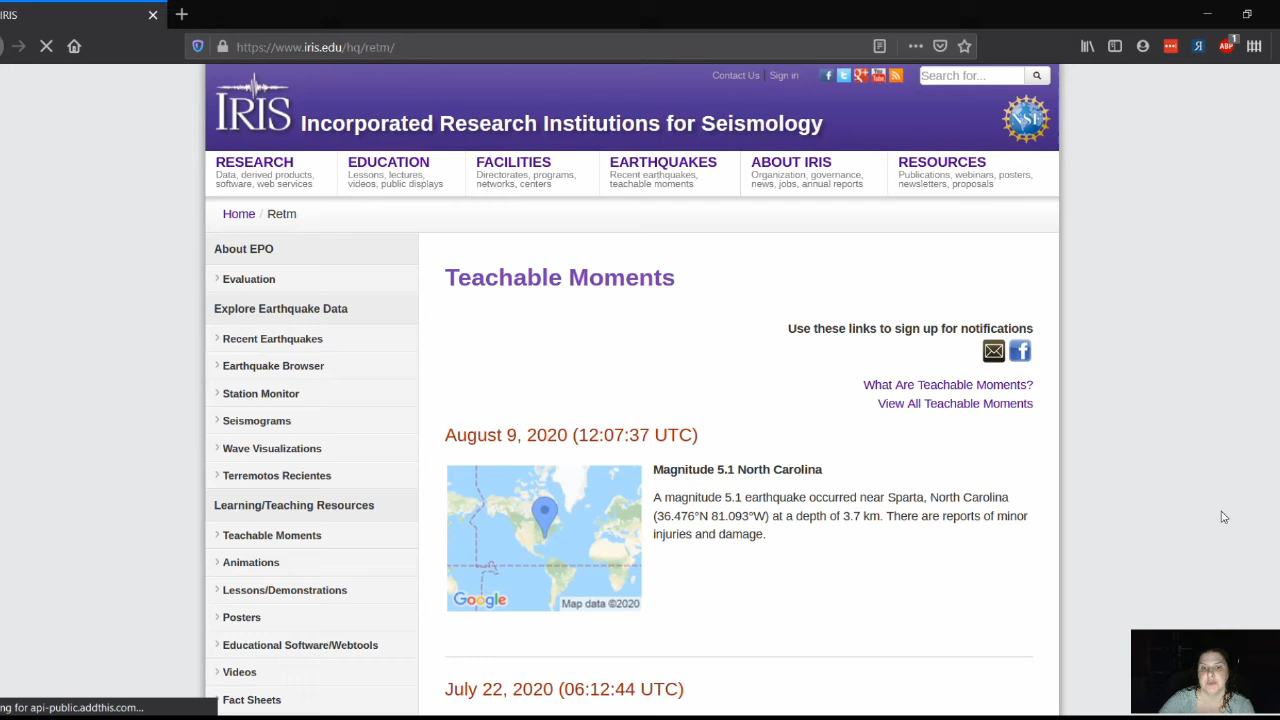 IRIS
https://www.iris.edu/hq/retm/
ABP
1
Contact Us | Sign in
Search for...
IRIS
Incorporated Research Institutions for Seismology
NSF
RESEARCH
Data, derived products,
software, web services
EDUCATION
Lessons, lectures,
videos, public displays
FACILITIES
Directorates, programs,
networks, centers
EARTHQUAKES
Recent earthquakes,
teachable moments
ABOUT IRIS
Organization, governance,
news, jobs, annual reports
RESOURCES
Publications, webinars, posters,
newsletters, proposals
Home / Retm
About EPO
Evaluation
Explore Earthquake Data
Recent Earthquakes
Earthquake Browser
Station Monitor
Seismograms
Wave Visualizations
Terremotos Recientes
Learning/Teaching Resources
Teachable Moments
Animations
Lessons/Demonstrations
Posters
Educational Software/Webtools
Videos
Fact Sheets
Teachable Moments
Use these links to sign up for notifications
What Are Teachable Moments?
View All Teachable Moments
August 9, 2020 (12:07:37 UTC)
Google
Map data ©2020
Magnitude 5.1 North Carolina
A magnitude 5.1 earthquake occurred near Sparta, North Carolina
(36.476°N 81.093°W) at a depth of 3.7 km. There are reports of minor
injuries and damage.
July 22, 2020 (06:12:44 UTC)
ng for api-public.addthis.com...